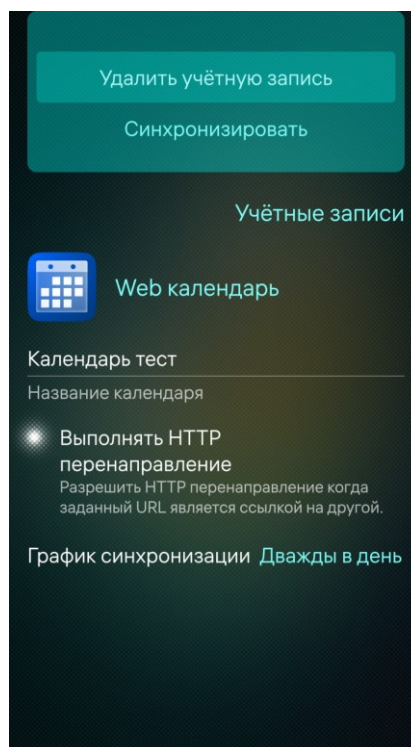 Удалить учётную запись
Синхронизировать
Учётные записи
Web календарь
Календарь тест
Название календаря
Выполнять HTTP
перенаправление
Разрешить HTTP перенаправление когда
заданный URL является ссылкой на другой.
График синхронизации Дважды в день